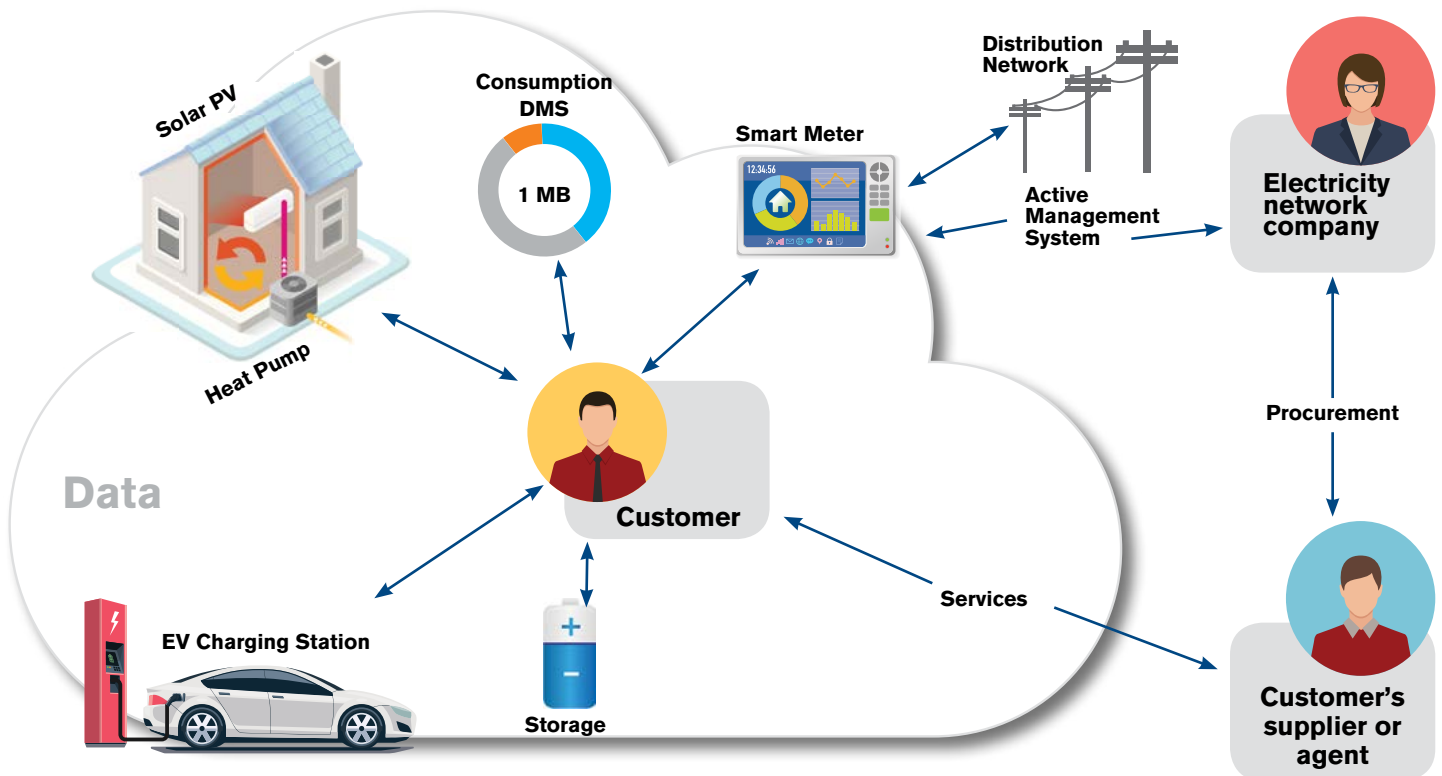 Solar PV
Heat Pump
Consumption
DMS
1 MB
Smart Meter
12:34:56
Distribution
Network
Active
Management
System
Electricity
network
company
Procurement
Data
Customer
Services
EV Charging Station
Storage
Customer’s
supplier or
agent